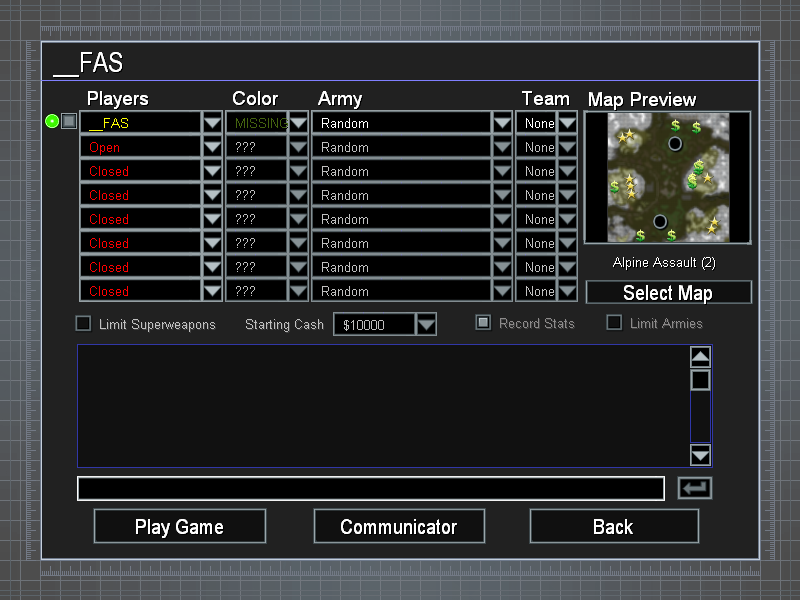 __FAS
Players Color Army Team Map Preview
__FAS MISSING Random None
Open ??? Random None
Closed ??? Random None
Closed ??? Random None
Closed ??? Random None
Closed ??? Random None
Closed ??? Random None
Closed ??? Random None
Alpine Assault (2)
Select Map
Limit Superweapons Starting Cash $10000 Record Stats Limit Armies
Play Game Communicator Back